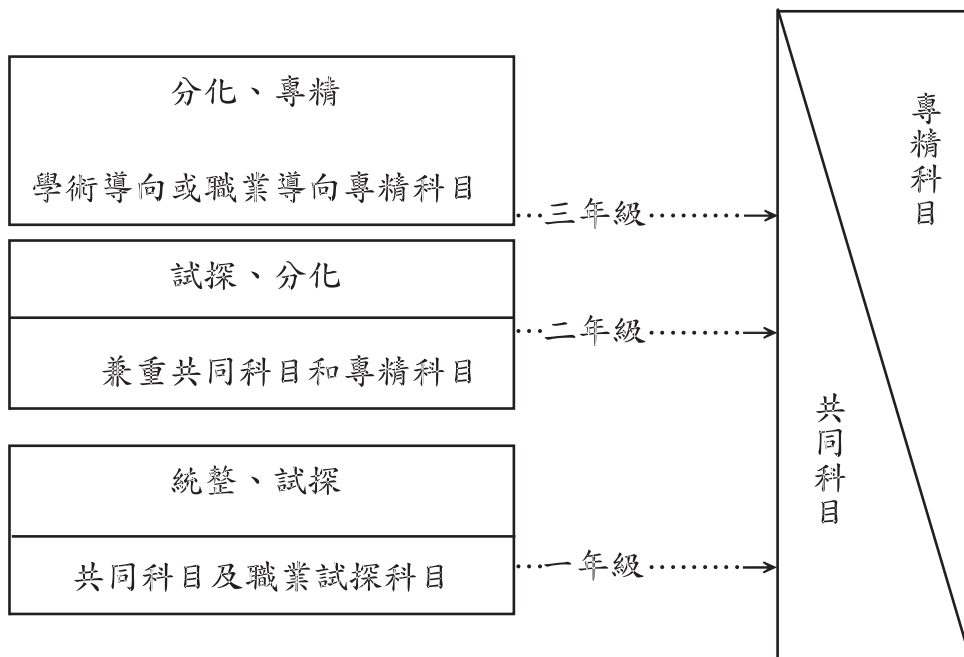 分化、專精
學術導向或職業導向專精科目
…三年級………
試探、分化
…二年級………
兼重共同科目和專精科目
統整、試探
共同科目及職業試探科目
…一年級………
專精科目
共同科目